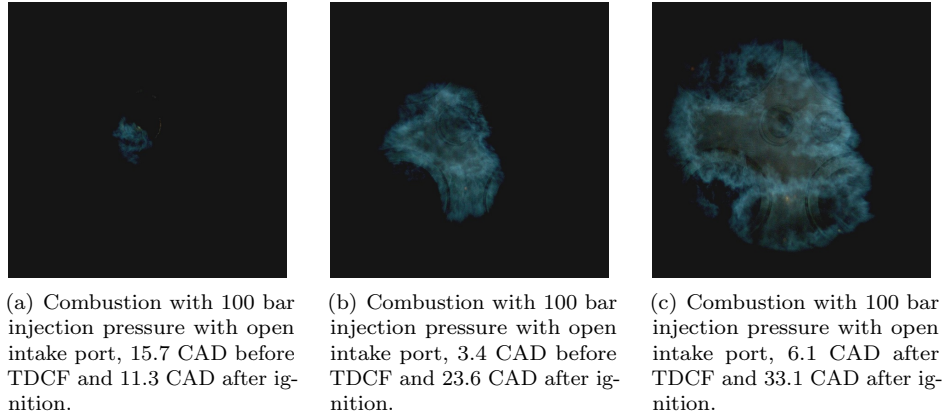 (a) Combustion with 100 bar
injection pressure with open
intake port, 15.7 CAD before
TDCF and 11.3 CAD after ig-
nition.
(b) Combustion with 100 bar
injection pressure with open
intake port, 3.4 CAD before
TDCF and 23.6 CAD after ig-
nition.
(c) Combustion with 100 bar
injection pressure with open
intake port, 6.1 CAD after
TDCF and 33.1 CAD after ig-
nition.